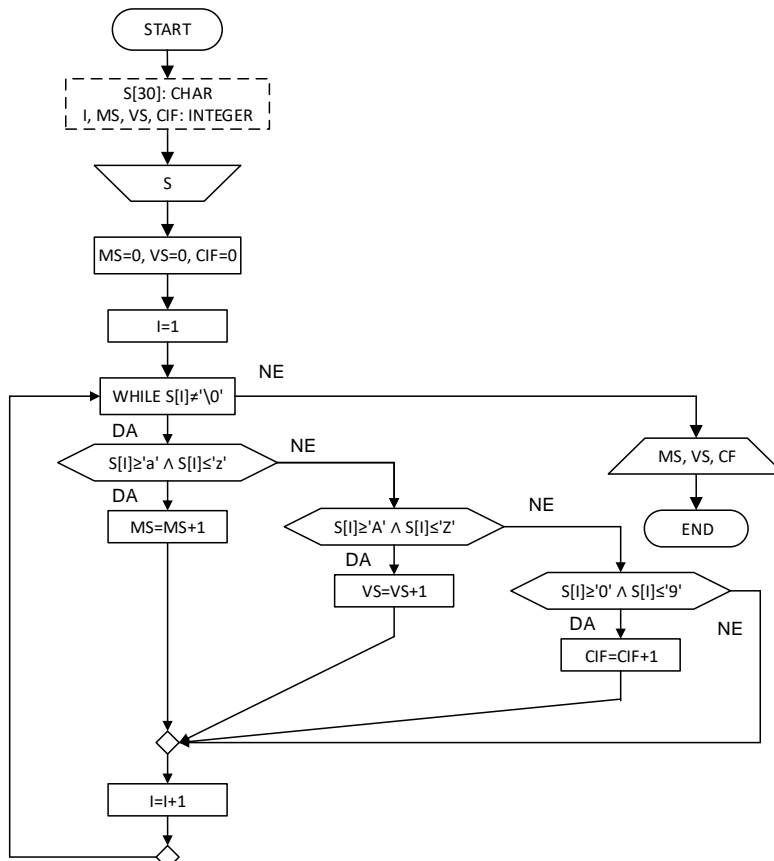 START
S[30]: CHAR
I, MS, VS, CIF: INTEGER
S
MS=0, VS=0, CIF=0
I=1
NE
WHILE S[I]≠'\0'
DA
NE
S[I]≥'a' ∧ S[I]≤'z'
MS, VS, CF
DA
NE
MS=MS+1
S[I]≥'A' ∧ S[I]≤'Z'
END
DA
VS=VS+1
S[I]≥'0' ∧ S[I]≤'9'
DA
NE
CIF=CIF+1
I=I+1